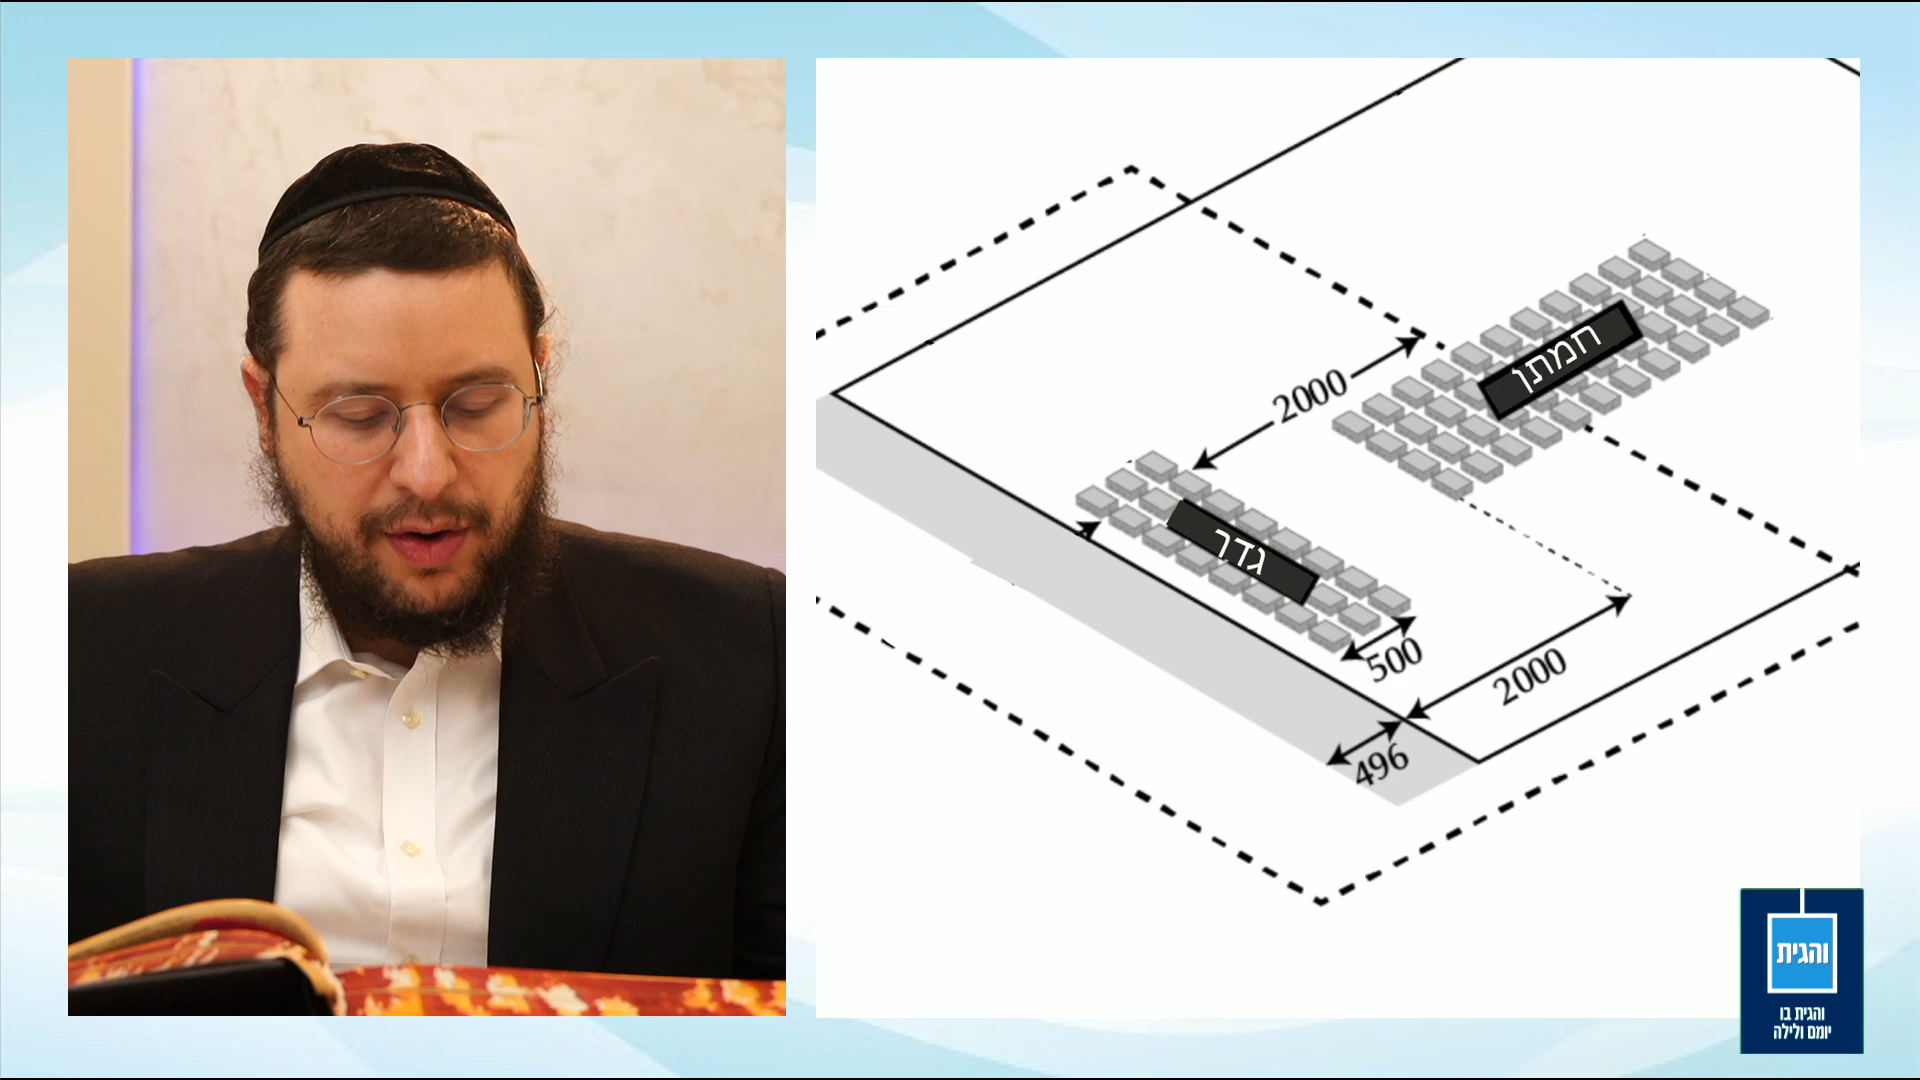 חמתן
2000
גדר
500
2000
496
והגית
והגית בו
יומם ולילה